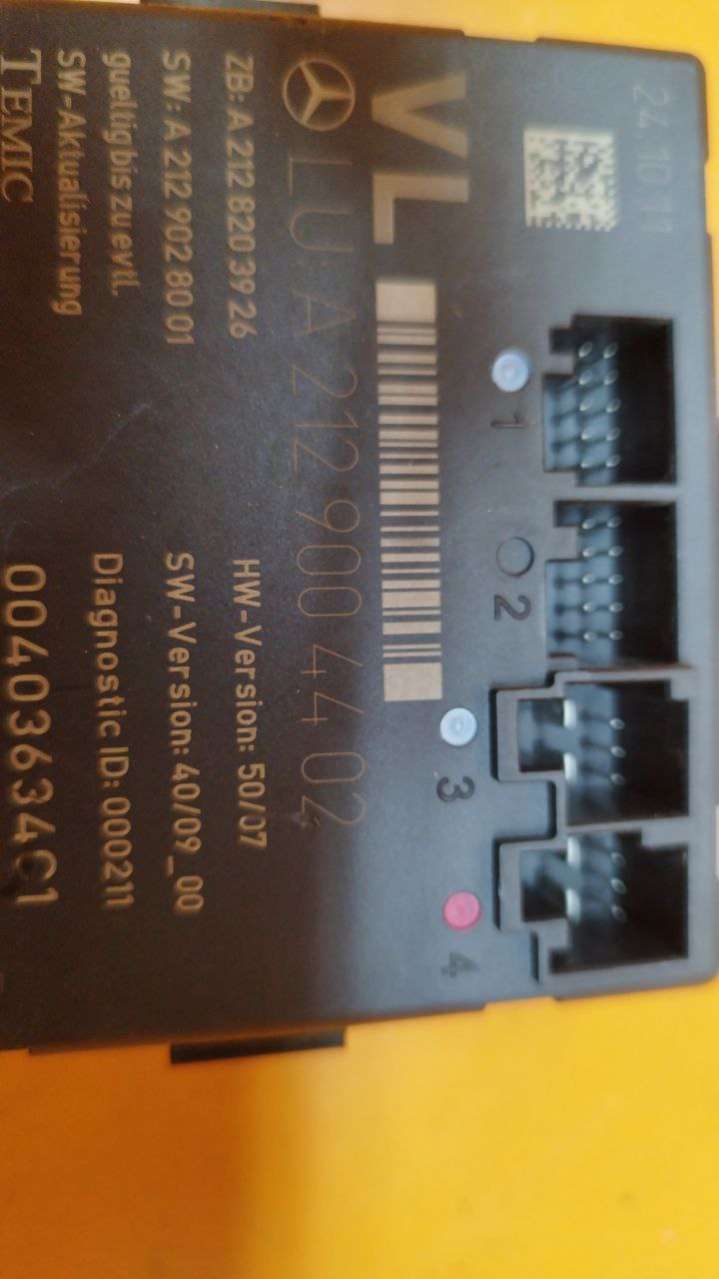 24 10 11
1
2
3
4
VL
LU A 212 900 44 02
ZB: A 212 820 39 26
SW: A 212 902 80 01
gueltig bis zu evtl.
SW-Aktualisierung
TEMIC
HW-Version: 50/07
SW-Version: 40/09_00
Diagnostic ID: 000211
00403634C1